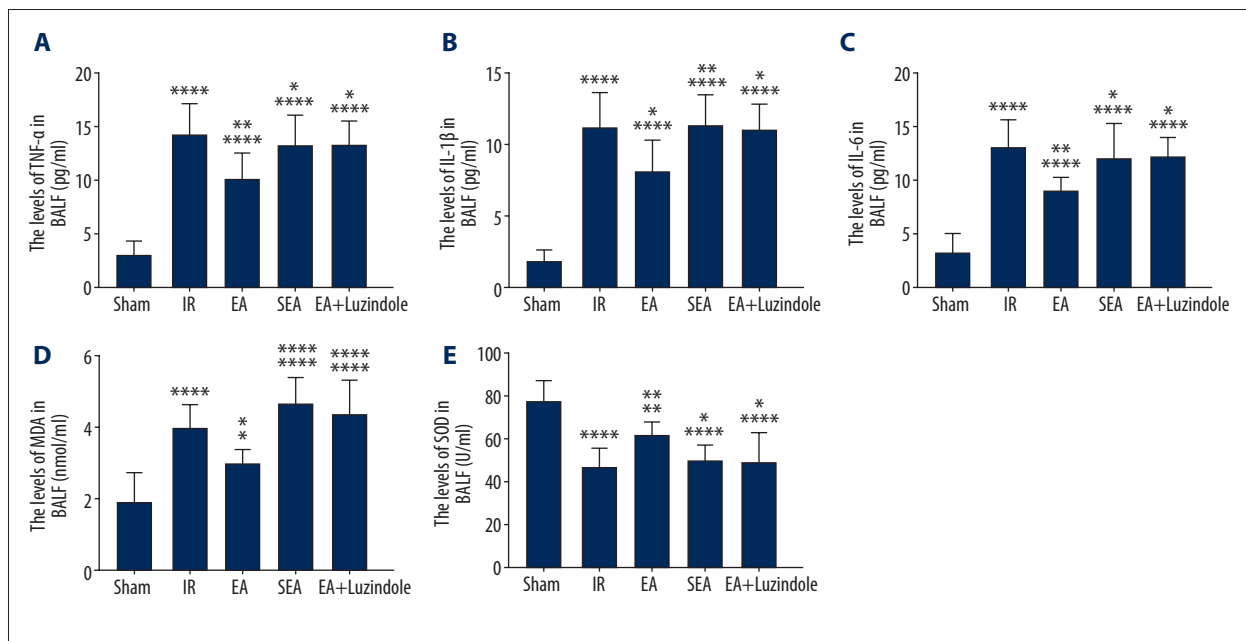 A
The levels of TNF-α in
BALF (pg/ml)
20
15
10
5
0
****
**
****
*
****
*
****
Sham IR EA SEA EA+Luzindole
B
The levels of IL-1β in
BALF (pg/ml)
15
10
5
0
****
*
****
**
****
*
****
Sham IR EA SEA EA+Luzindole
C
The levels of IL-6 in
BALF (pg/ml)
20
15
10
5
0
****
**
****
*
****
*
****
Sham IR EA SEA EA+Luzindole
D
The levels of MDA in
BALF (nmol/ml)
6
4
2
0
****
*
*
****
****
****
****
Sham IR EA SEA EA+Luzindole
E
The levels of SOD in
BALF (U/ml)
100
80
60
40
20
0
****
**
**
*
****
*
****
Sham IR EA SEA EA+Luzindole